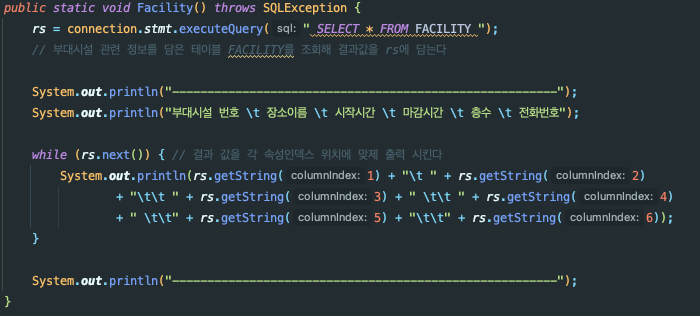 public static void Facility() throws SQLException {
rs = connection.stmt.executeQuery( sql: " SELECT * FROM FACILITY ");
// 부대시설 관련 정보를 담은 테이블 FACILITY를 조회해 결과값을 rs에 담는다
System.out.println("-------------------------------------------------------");
System.out.println("부대시설 번호 \t 장소이름 \t 시작시간 \t 마감시간 \t 층수 \t 전화번호");
while (rs.next()) { // 결과 값을 각 속성인덱스 위치에 맞제 출력 시킨다
System.out.println(rs.getString( columnIndex: 1) + "\t " + rs.getString( columnIndex: 2)
+ "\t\t " + rs.getString( columnIndex: 3) + " \t\t " + rs.getString( columnIndex: 4)
+ " \t\t" + rs.getString( columnIndex: 5) + "\t\t" + rs.getString( columnIndex: 6));
}
System.out.println("-------------------------------------------------------");
}